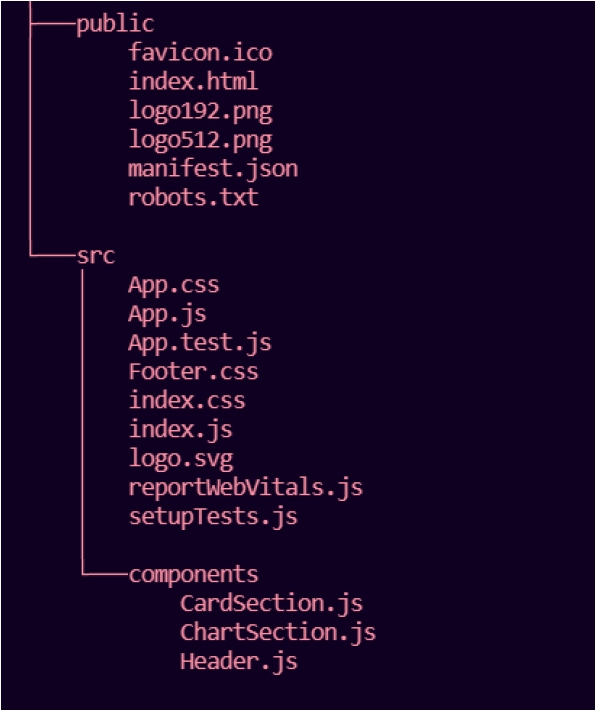 public
favicon.ico
index.html
logo192.png
logo512.png
manifest.json
robots.txt
src
App.css
App.js
App.test.js
Footer.css
index.css
index.js
logo.svg
reportWebVitals.js
setupTests.js
components
CardSection.js
ChartSection.js
Header.js